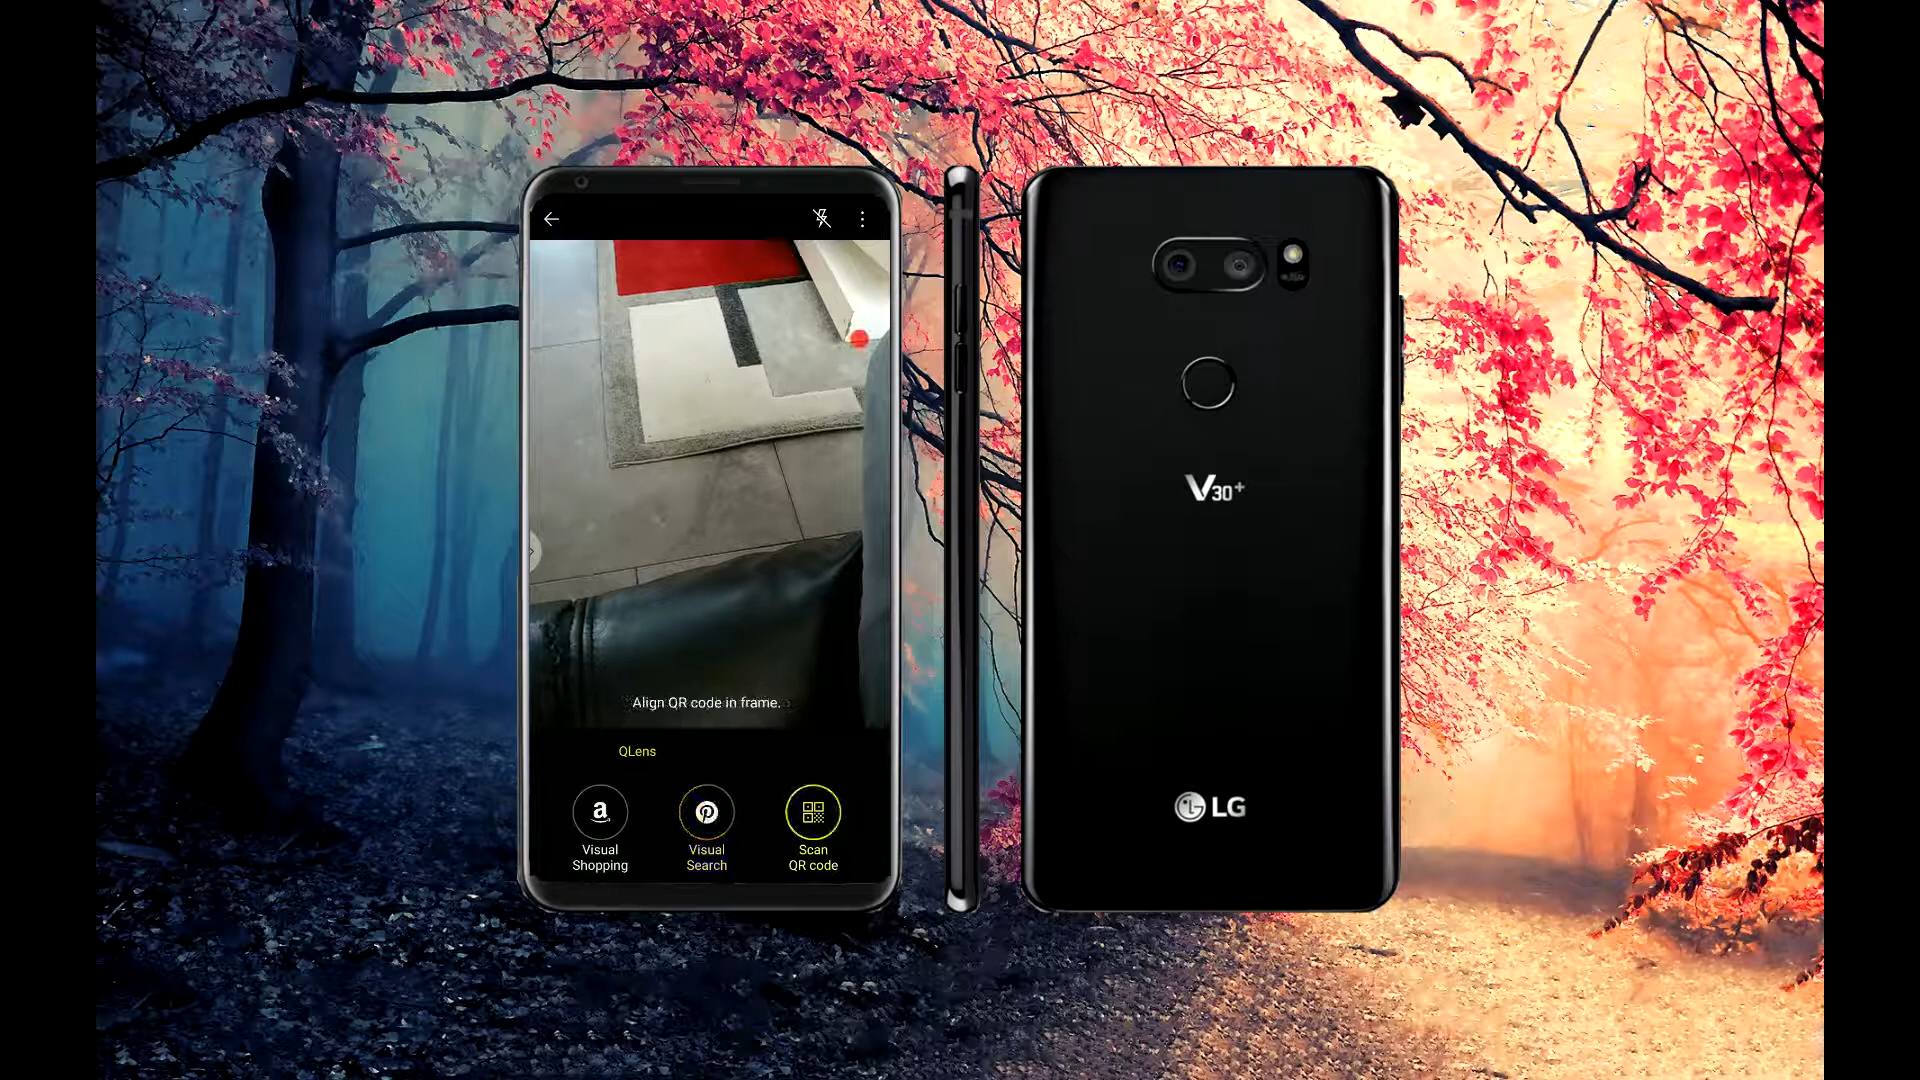 Align QR code in frame.
QLens
a
Visual
Shopping
Visual
Search
Scan
QR code
V30+
LG